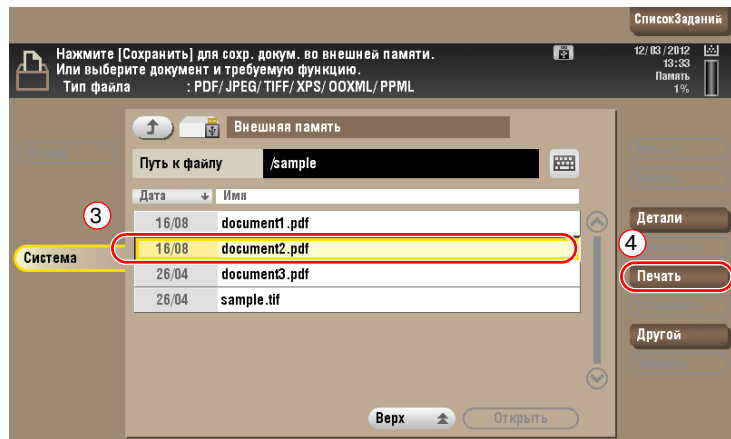 СписокЗаданий
Нажмите [Сохранить] для сохр. докум. во внешней памяти.
Или выберите документ и требуемую функцию.
Тип файла : PDF/JPEG/TIFF/XPS/OOXML/PPML
12/03/2012
13:33
Память
1%
Внешняя память
Путь к файлу /sample
Дата Имя
3
16/08 document1.pdf
Детали
16/08 document2.pdf
4
Система
26/04 document3.pdf
Печать
26/04 sample.tif
Другой
Верх Открыть